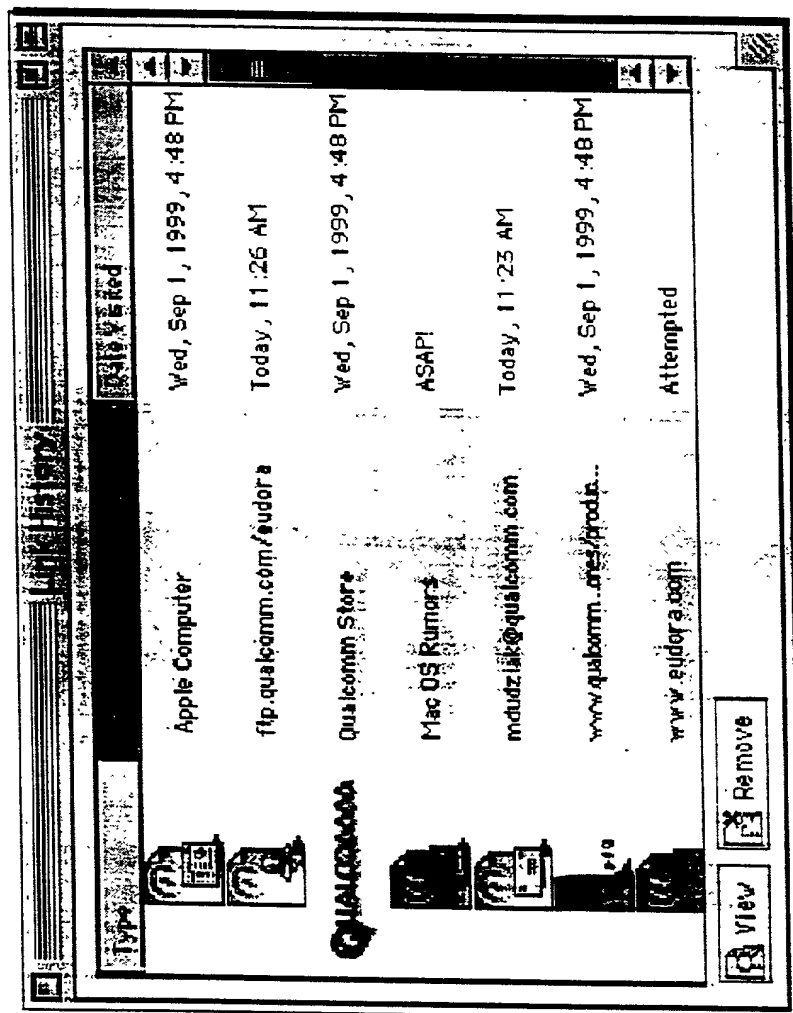 Link History
Type Date Visited
Apple Computer Wed, Sep 1, 1999, 4:48 PM
ftp.qualcomm.com/eudora Today, 11:26 AM
QUALCOMM Qualcomm Store Wed, Sep 1, 1999, 4:48 PM
Mac OS Rumors ASAP!
mdudziak@qualcomm.com Today, 11:23 AM
www.qualcomm...ores/prodin... Wed, Sep 1, 1999, 4:48 PM
www.eudora.com Attempted
View Remove